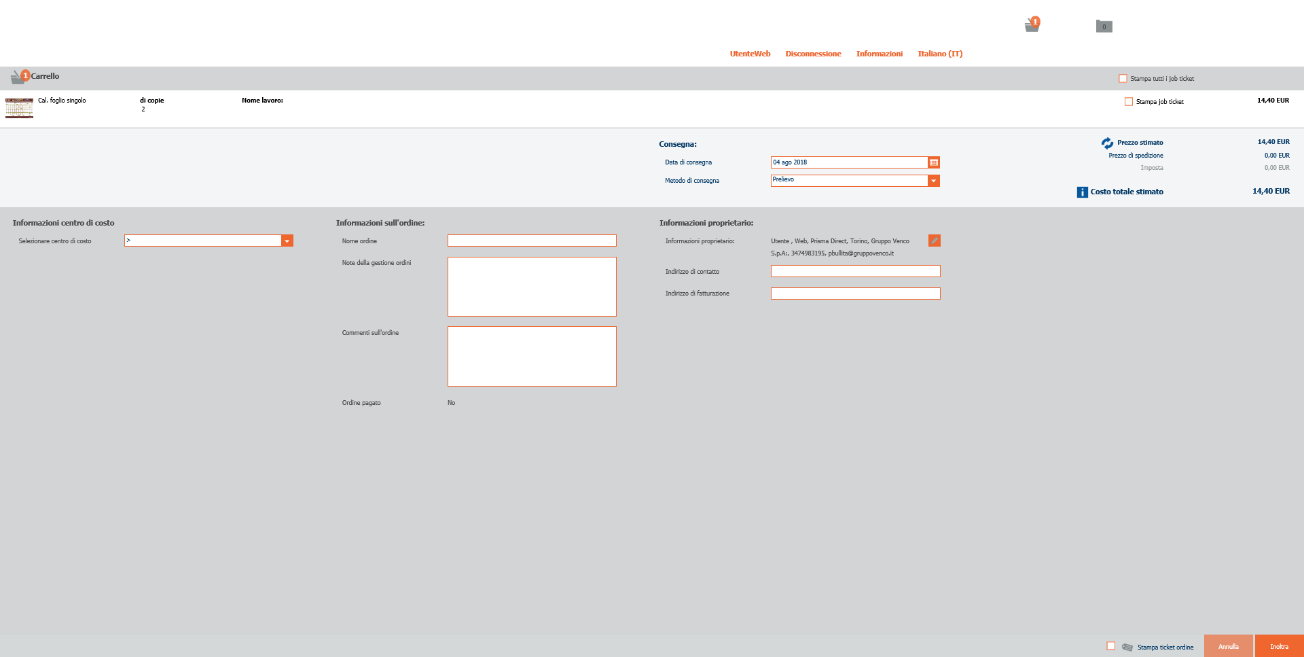 1
0
UtenteWeb Disconnessione Informazioni Italiano (IT)
1 Carrello
Stampa tutti i job ticket
Cal. foglio singolo di copie Nome lavoro: Stampa job ticket 14,40 EUR
2
Consegna:
Data di consegna 04 ago 2018
Metodo di consegna Prelievo
Prezzo stimato 14,40 EUR
Prezzo di spedizione 0,00 EUR
Imposta 0,00 EUR
Costo totale stimato 14,40 EUR
Informazioni centro di costo
Selezionare centro di costo >
Informazioni sull'ordine:
Nome ordine
Note della gestione ordini
Commenti sull'ordine
Ordine pagato No
Informazioni proprietario:
Informazioni proprietario: Utente , Web, Prisma Direct, Torino, Gruppo Venco
S.p.A:, 3474983195, pbullita@gruppovenco.it
Indirizzo di contatto
Indirizzo di fatturazione
Stampa ticket ordine Annulla Inoltra